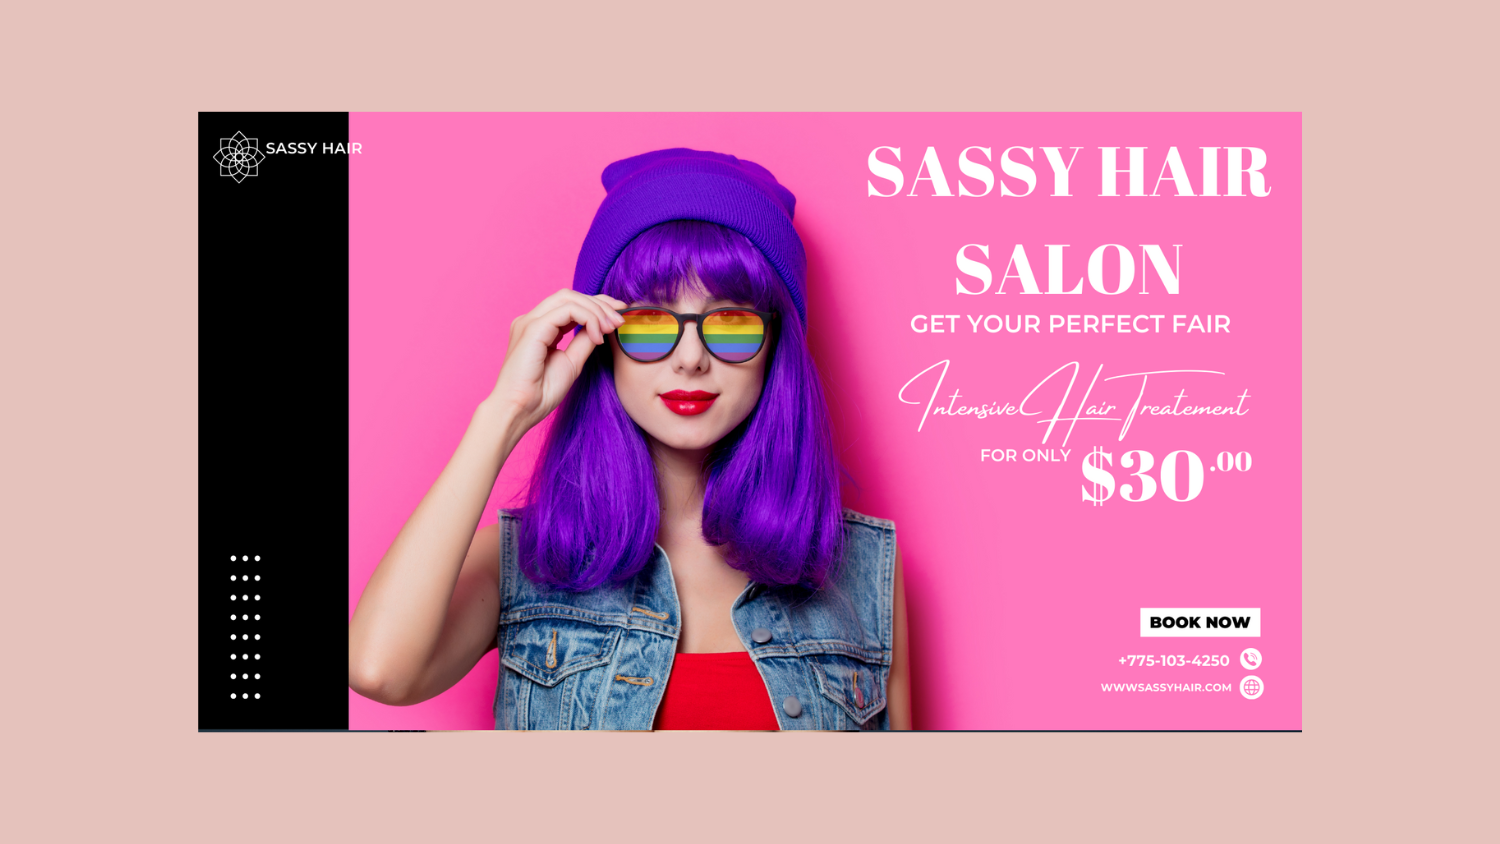 SASSY HAIR
SASSY HAIR
SALON
GET YOUR PERFECT FAIR
Intensive Hair Treatement
FOR ONLY $30.00
BOOK NOW
+775-103-4250
WWWSASSYHAIR.COM